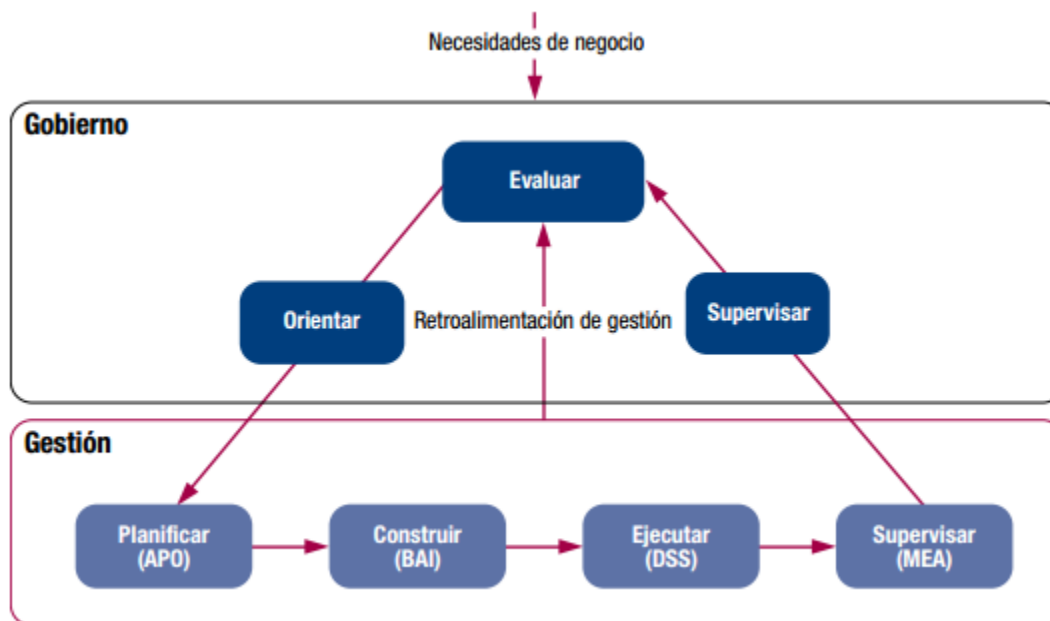 Necesidades de negocio
Gobierno
Evaluar
Orientar
Retroalimentación de gestión
Supervisar
Gestión
Planificar
(APO)
Construir
(BAI)
Ejecutar
(DSS)
Supervisar
(MEA)